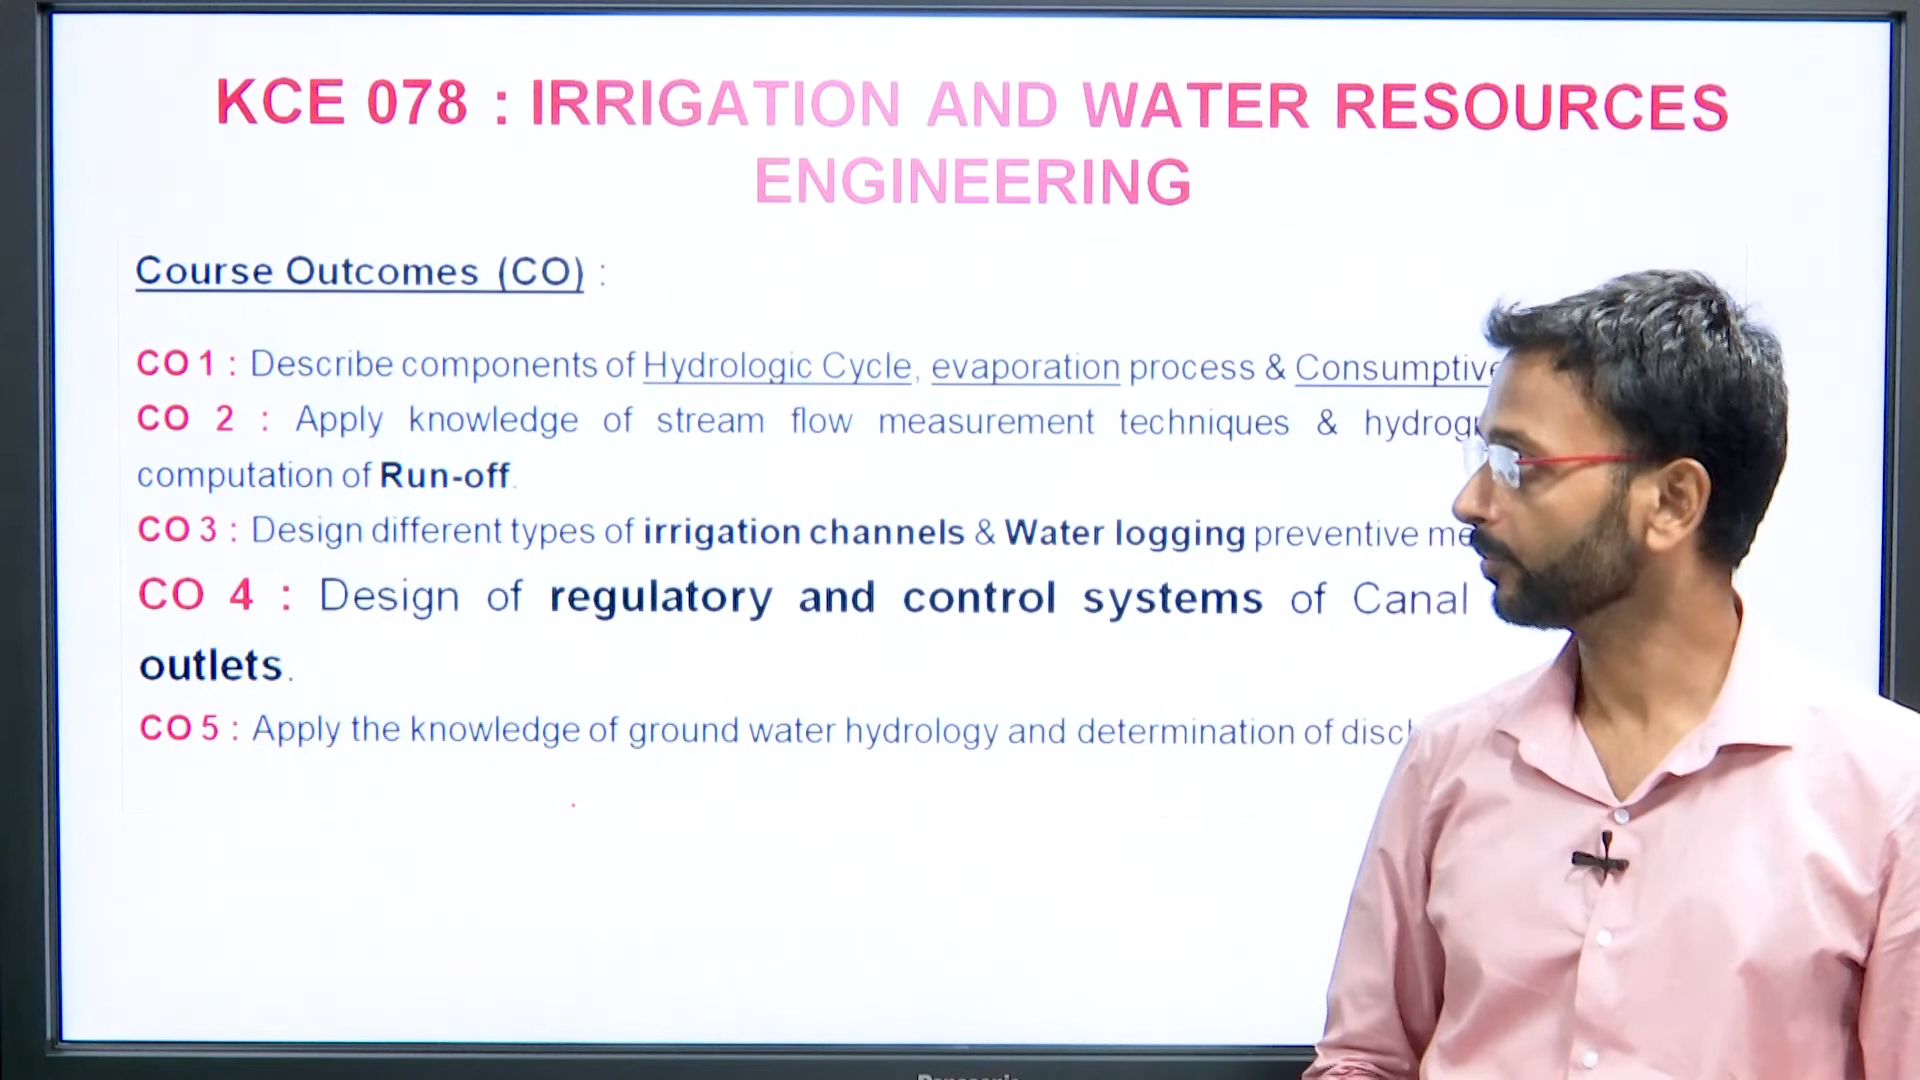 KCE 078 : IRRIGATION AND WATER RESOURCES
ENGINEERING
Course Outcomes (CO) :
CO 1 : Describe components of Hydrologic Cycle, evaporation process & Consumptive
CO 2 : Apply knowledge of stream flow measurement techniques &
computation of Run-off.
CO 3 : Design different types of irrigation channels & Water logging preventive
CO 4 : Design of regulatory and control systems of Canal
outlets.
CO 5 : Apply the knowledge of ground water hydrology and determination of